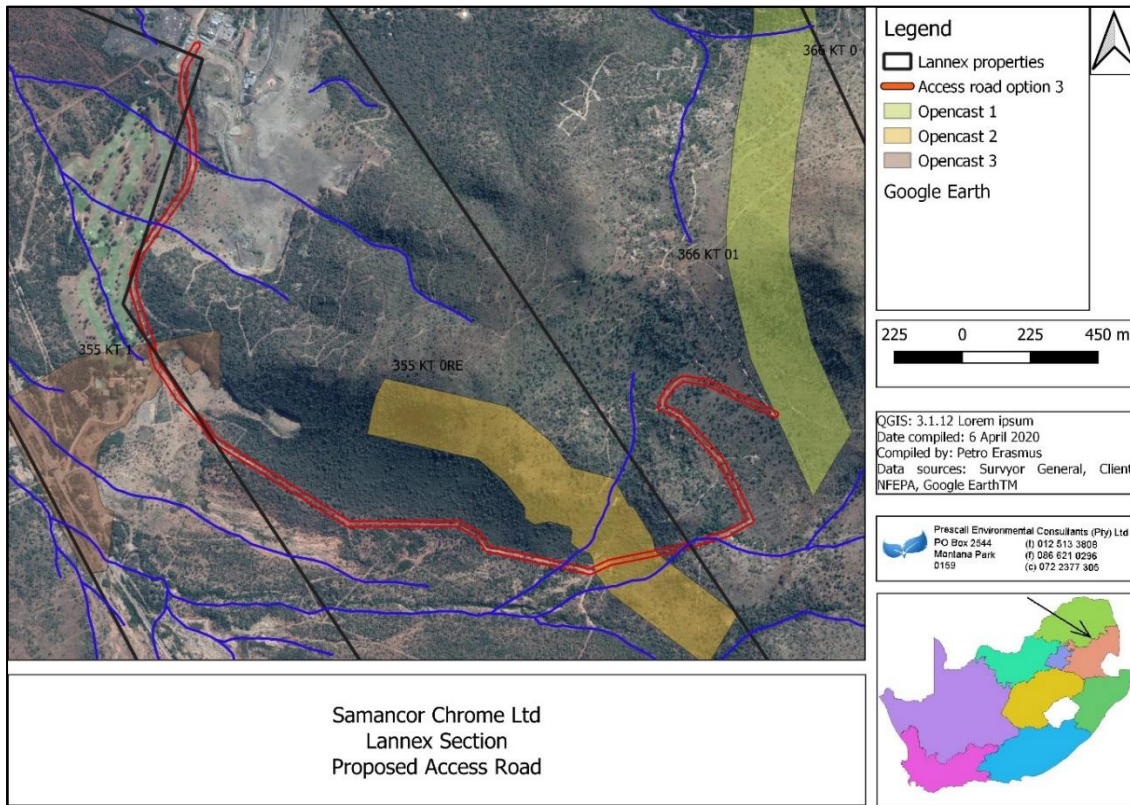 366 KT 0
366 KT 01
355 KT 1
355 KT 0RE
Legend
Lannex properties
Access road option 3
Opencast 1
Opencast 2
Opencast 3
Google Earth
225 0 225 450 m
QGIS: 3.1.12 Lorem ipsum
Date compiled: 6 April 2020
Compiled by: Petro Erasmus
Data sources: Survyor General, Client
NFEPA, Google EarthTM
Prescali Environmental Consultants (Pty) Ltd
PO Box 2544 (t) 012 513 3808
Montana Park (f) 086 621 0296
0159 (c) 072 2377 305
Samancor Chrome Ltd
Lannex Section
Proposed Access Road